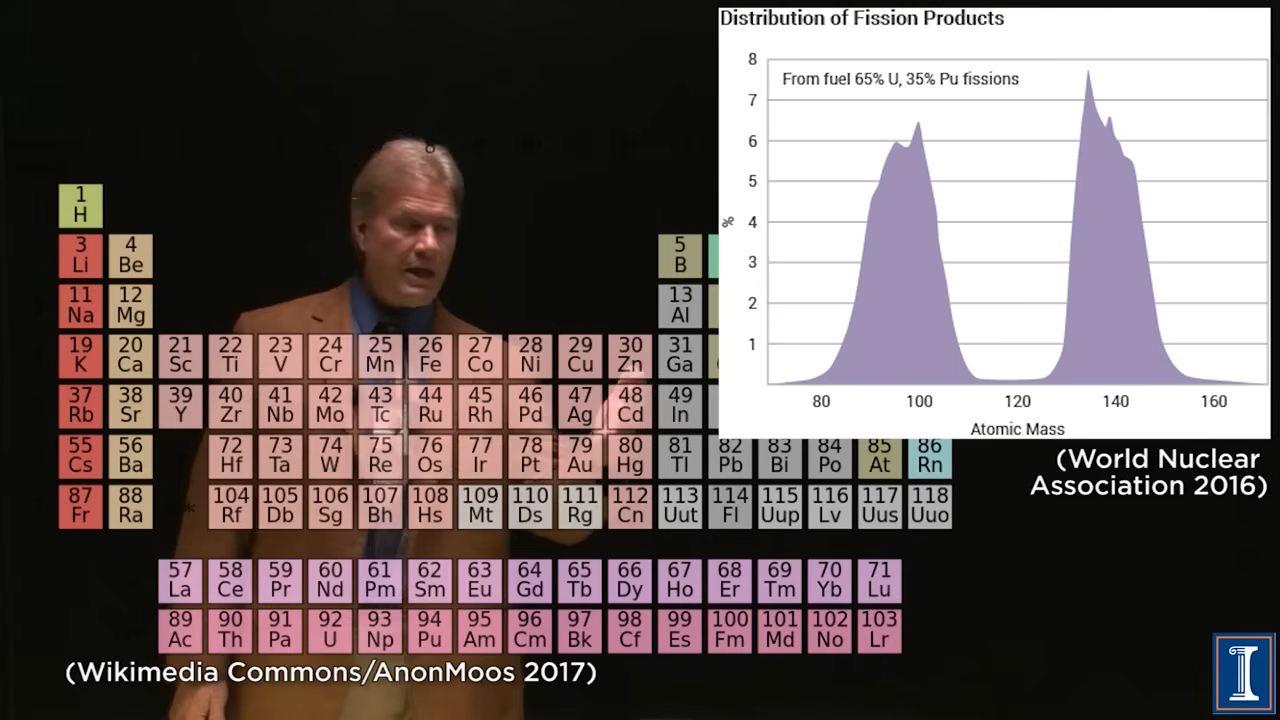 Distribution of Fission Products
From fuel 65% U, 35% Pu fissions
8
7
6
5
4
3
2
1
%
80 100 120 140 160
Atomic Mass
(World Nuclear
Association 2016)
8
1
H
3 4 5
Li Be B
11 12 13
Na Mg Al
19 20 21 22 23 24 25 26 27 28 29 30 31
K Ca Sc Ti V Cr Mn Fe Co Ni Cu Zn Ga
37 38 39 40 41 42 43 44 45 46 47 48 49
Rb Sr Y Zr Nb Mo Tc Ru Rh Pd Ag Cd In
55 56 72 73 74 75 76 77 78 79 80 81 82 83 84 85 86
Cs Ba Hf Ta W Re Os Ir Pt Au Hg Tl Pb Bi Po At Rn
87 88 104 105 106 107 108 109 110 111 112 113 114 115 116 117 118
Fr Ra * Rf Db Sg Bh Hs Mt Ds Rg Cn Uut Fl Uup Lv Uus Uuo
57 58 59 60 61 62 63 64 65 66 67 68 69 70 71
La Ce Pr Nd Pm Sm Eu Gd Tb Dy Ho Er Tm Yb Lu
89 90 91 92 93 94 95 96 97 98 99 100 101 102 103
Ac Th Pa U Np Pu Am Cm Bk Cf Es Fm Md No Lr
(Wikimedia Commons/AnonMoos 2017)
I